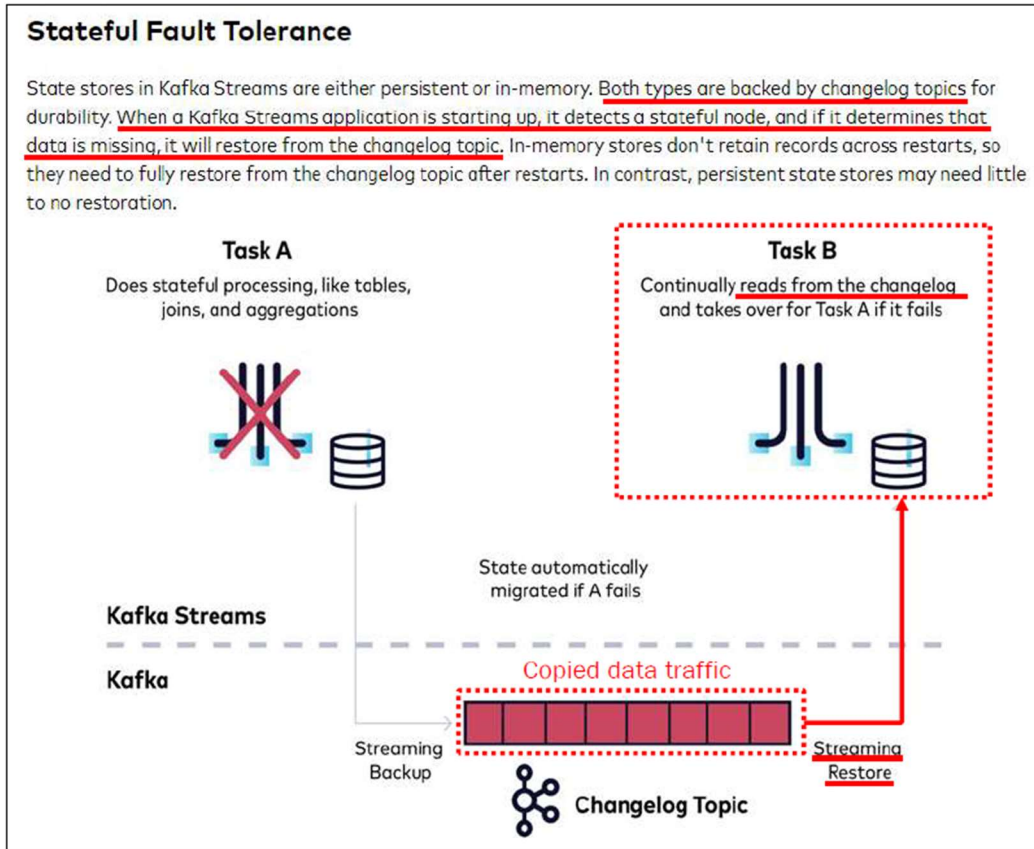 Stateful Fault Tolerance
State stores in Kafka Streams are either persistent or in-memory. Both types are backed by changelog topics for
durability. When a Kafka Streams application is starting up, it detects a stateful node, and if it determines that
data is missing, it will restore from the changelog topic. In-memory stores don't retain records across restarts, so
they need to fully restore from the changelog topic after restarts. In contrast, persistent state stores may need little
to no restoration.
Task A
Does stateful processing, like tables,
joins, and aggregations
Task B
Continually reads from the changelog
and takes over for Task A if it fails
State automatically
migrated if A fails
Kafka Streams
Kafka
Copied data traffic
Streaming
Backup
Streaming
Restore
Changelog Topic